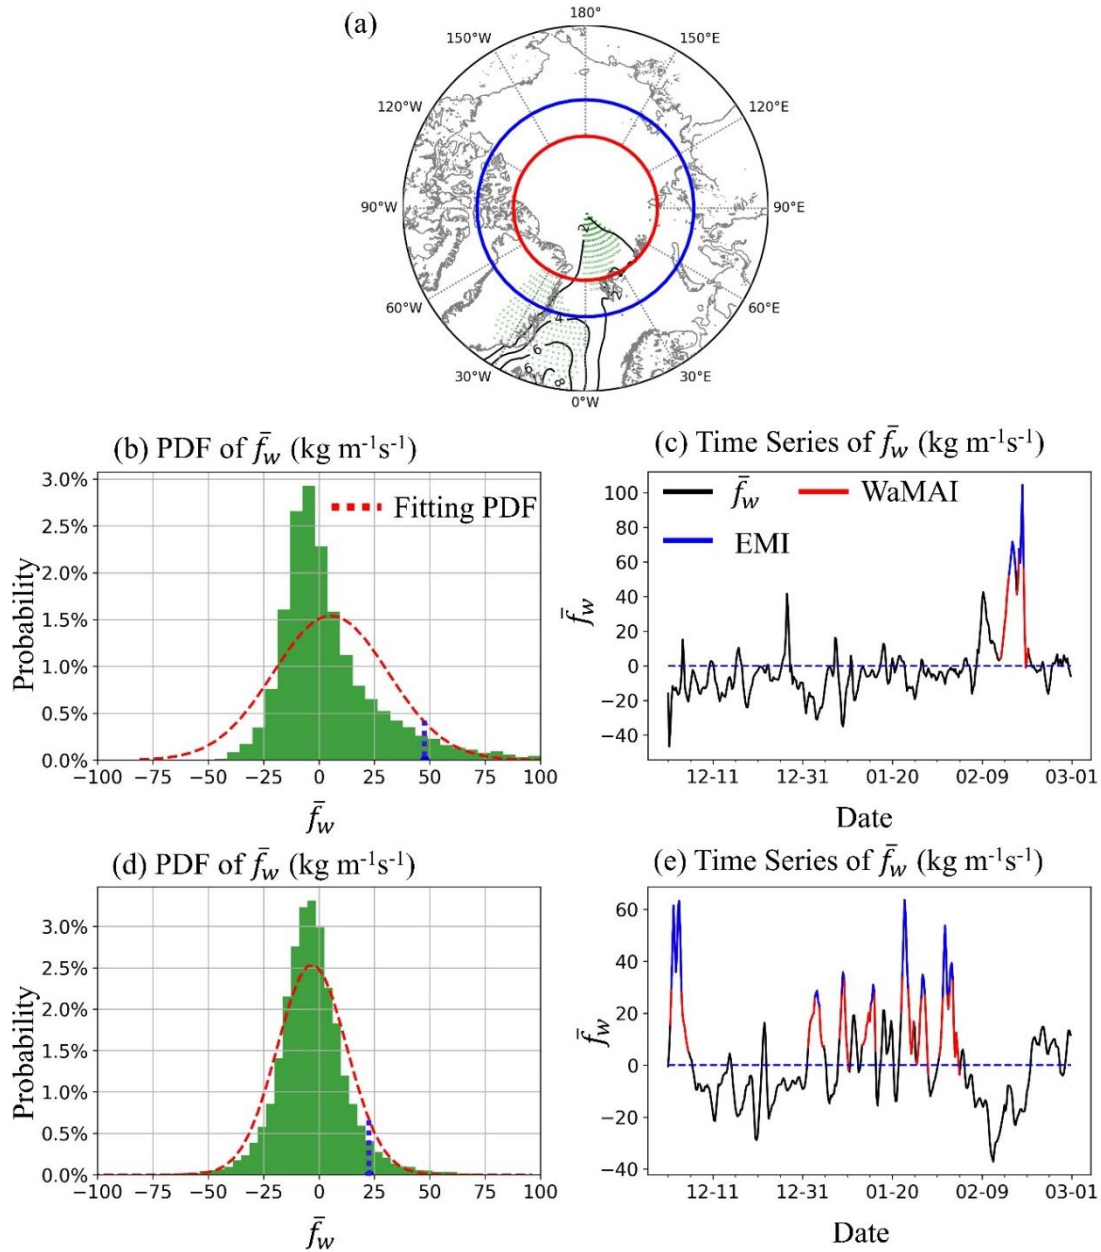 (a)
180°
150°W
150°E
120°W
120°E
90°W
90°E
60°W
60°E
30°W
30°E
0°W
2
2
2
4
6
6
8
(b) PDF of f̄w (kg m-1s-1)
3.0%
2.5%
2.0%
1.5%
1.0%
0.5%
0.0%
Probability
Fitting PDF
−100 −75 −50 −25 0 25 50 75 100
f̄w
(c) Time Series of f̄w (kg m-1s-1)
f̄w
WaMAI
EMI
100
80
60
40
20
0
−20
−40
f̄w
12-11 12-31 01-20 02-09 03-01
Date
(d) PDF of f̄w (kg m-1s-1)
3.0%
2.5%
2.0%
1.5%
1.0%
0.5%
0.0%
Probability
−100 −75 −50 −25 0 25 50 75 100
f̄w
(e) Time Series of f̄w (kg m-1s-1)
60
40
20
0
−20
−40
f̄w
12-11 12-31 01-20 02-09 03-01
Date